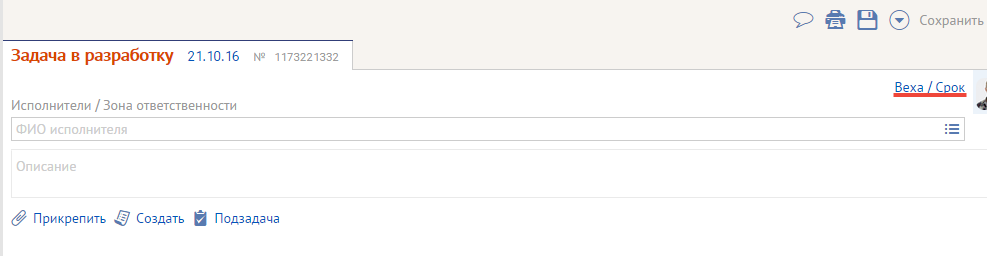 Сохранить
Задача в разработку 21.10.16 № 1173221332
Веха / Срок
Исполнители / Зона ответственности
ФИО исполнителя
Описание
Прикрепить Создать Подзадача